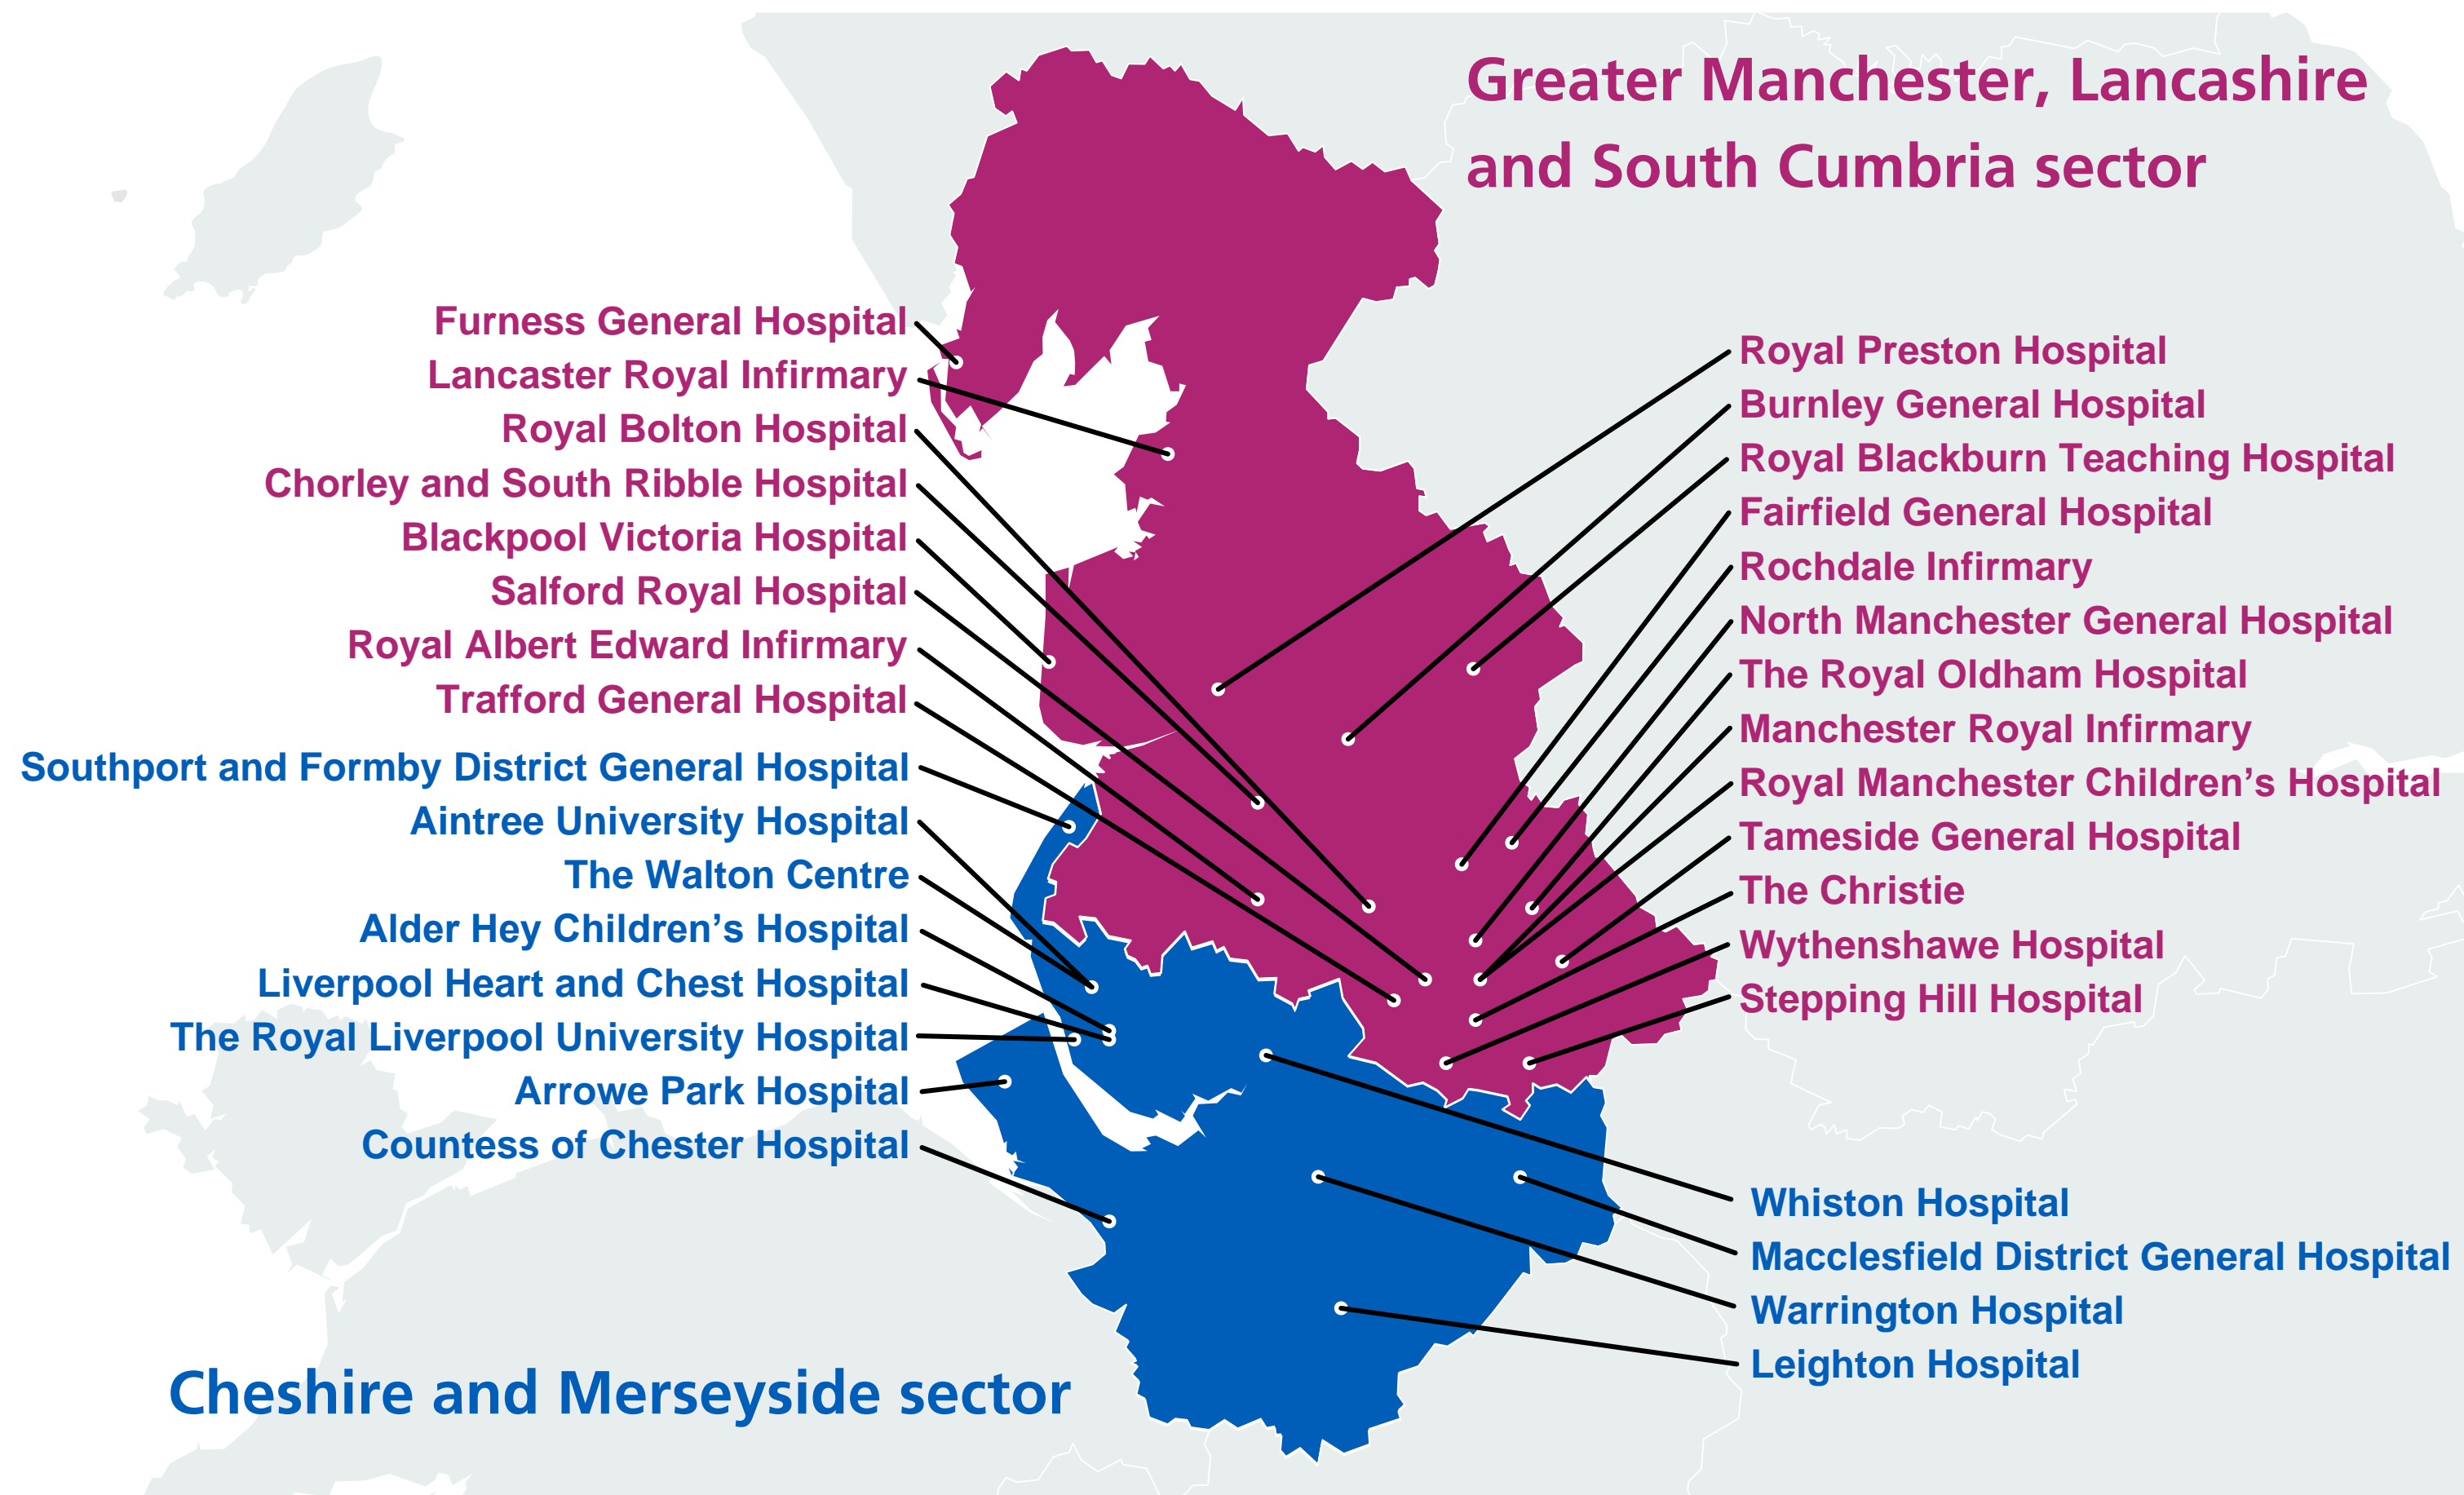 Greater Manchester, Lancashire
and South Cumbria sector
Furness General Hospital
Lancaster Royal Infirmary
Royal Bolton Hospital
Chorley and South Ribble Hospital
Blackpool Victoria Hospital
Salford Royal Hospital
Royal Albert Edward Infirmary
Trafford General Hospital
Southport and Formby District General Hospital
Aintree University Hospital
The Walton Centre
Alder Hey Children’s Hospital
Liverpool Heart and Chest Hospital
The Royal Liverpool University Hospital
Arrowe Park Hospital
Countess of Chester Hospital
Royal Preston Hospital
Burnley General Hospital
Royal Blackburn Teaching Hospital
Fairfield General Hospital
Rochdale Infirmary
North Manchester General Hospital
The Royal Oldham Hospital
Manchester Royal Infirmary
Royal Manchester Children’s Hospital
Tameside General Hospital
The Christie
Wythenshawe Hospital
Stepping Hill Hospital
Whiston Hospital
Macclesfield District General Hospital
Warrington Hospital
Leighton Hospital
Cheshire and Merseyside sector